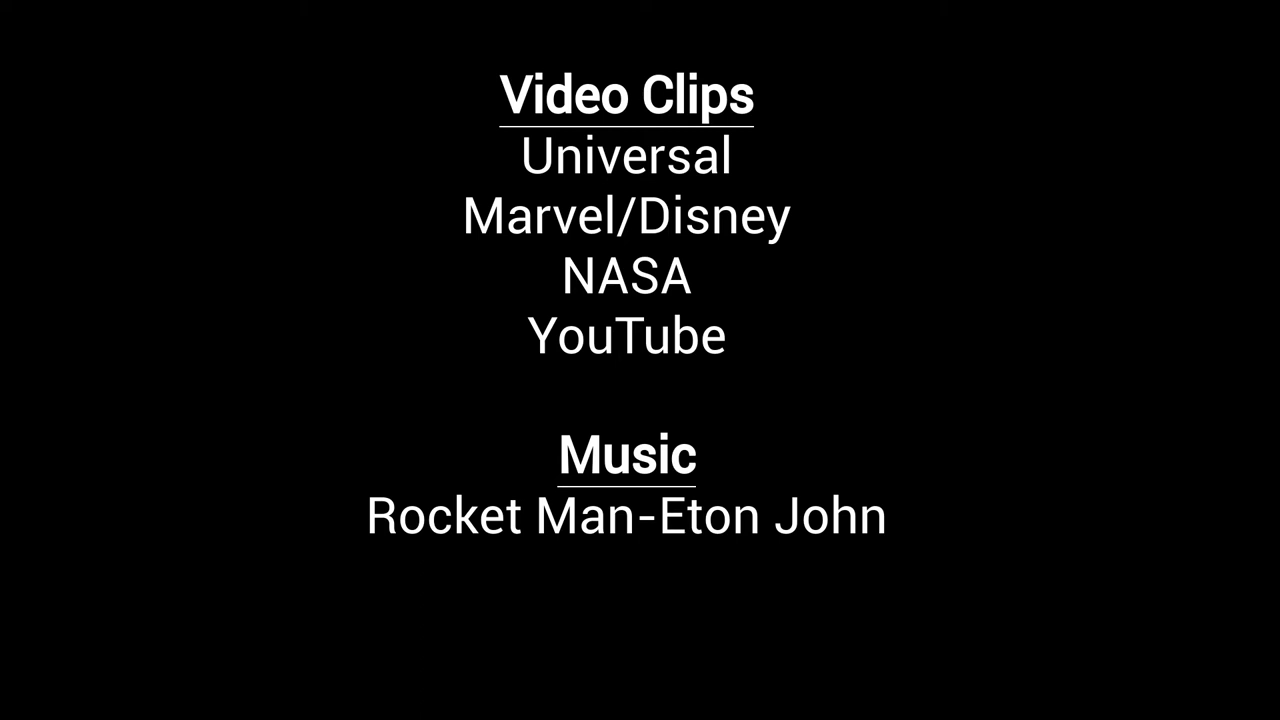 Video Clips
Universal
Marvel/Disney
NASA
YouTube
Music
Rocket Man-Eton John